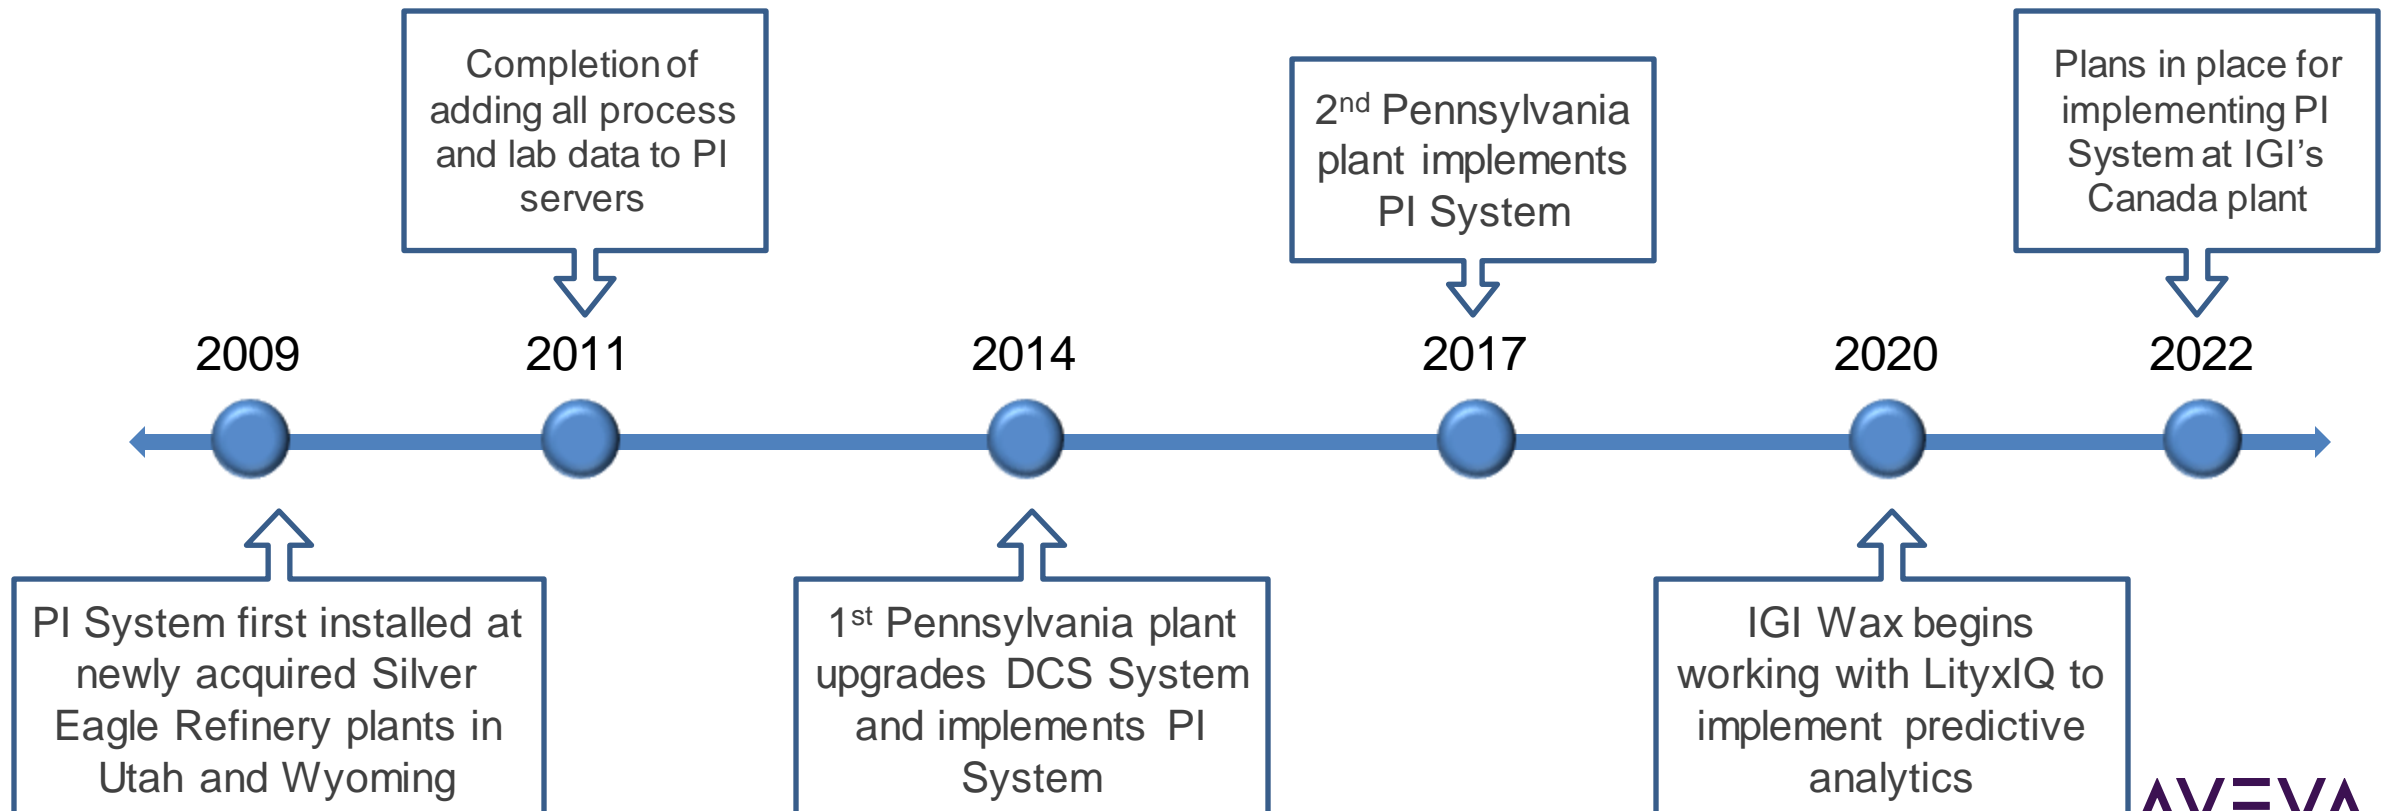 Completion of
adding all process
and lab data to PI
servers
2nd Pennsylvania
plant implements
PI System
Plans in place for
implementing PI
System at IGI’s
Canada plant
2009
2011
2014
2017
2020
2022
PI System first installed at
newly acquired Silver
Eagle Refinery plants in
Utah and Wyoming
1st Pennsylvania plant
upgrades DCS System
and implements PI
System
IGI Wax begins
working with LityxIQ to
implement predictive
analytics
AVEVA